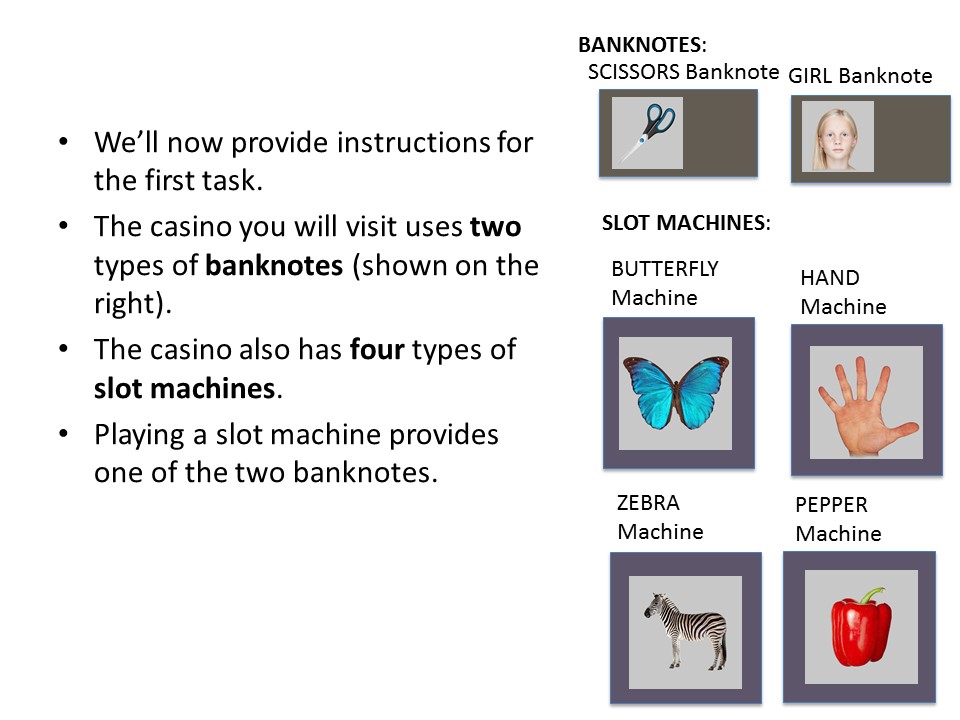 • We’ll now provide instructions for
the first task.
• The casino you will visit uses two
types of banknotes (shown on the
right).
• The casino also has four types of
slot machines.
• Playing a slot machine provides
one of the two banknotes.
BANKNOTES:
SCISSORS Banknote
GIRL Banknote
SLOT MACHINES:
BUTTERFLY
Machine
HAND
Machine
ZEBRA
Machine
PEPPER
Machine